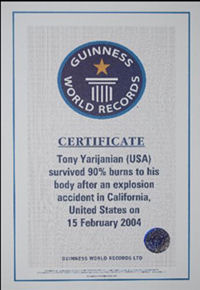 GUINNESS
WORLD RECORDS
CERTIFICATE
Tony Yarijanian (USA)
survived 90% burns to his
body after an explosion
accident in California,
United States on
15 February 2004
GUINNESS WORLD RECORDS LTD